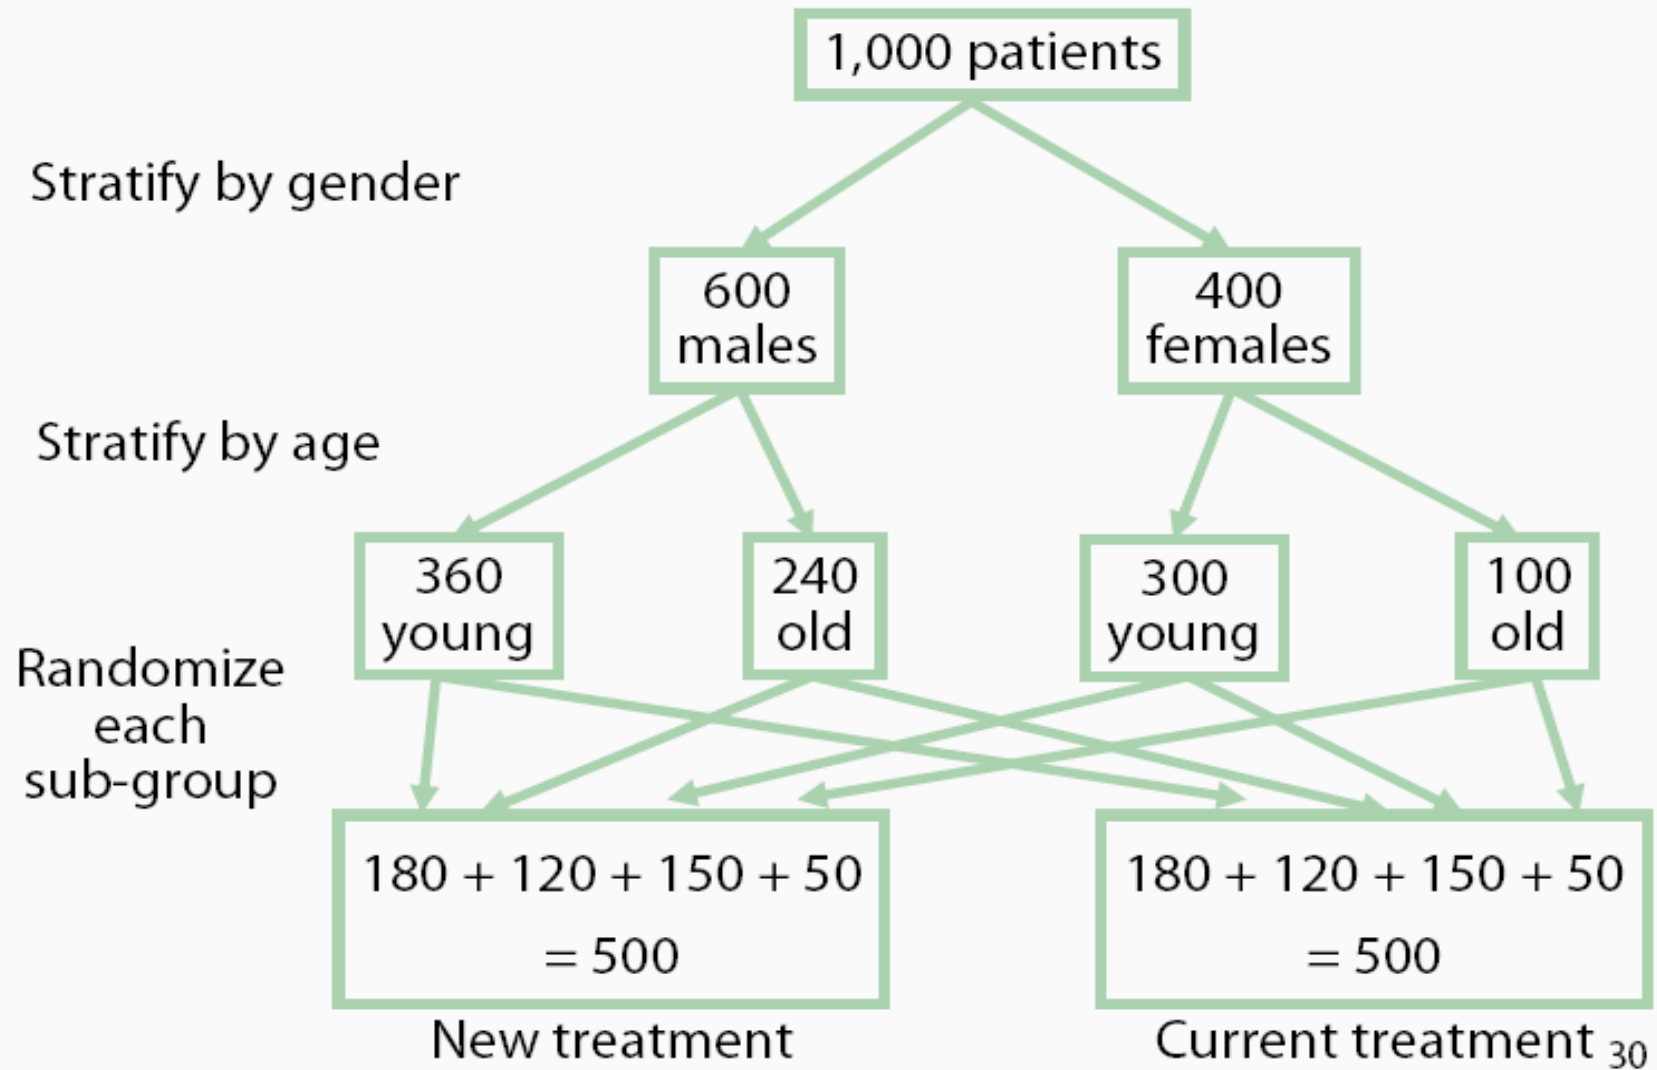 1,000 patients
Stratify by gender
600
males
400
females
Stratify by age
360
young
240
old
300
young
100
old
Randomize
each
sub-group
180 + 120 + 150 + 50
= 500
180 + 120 + 150 + 50
= 500
New treatment
Current treatment 30